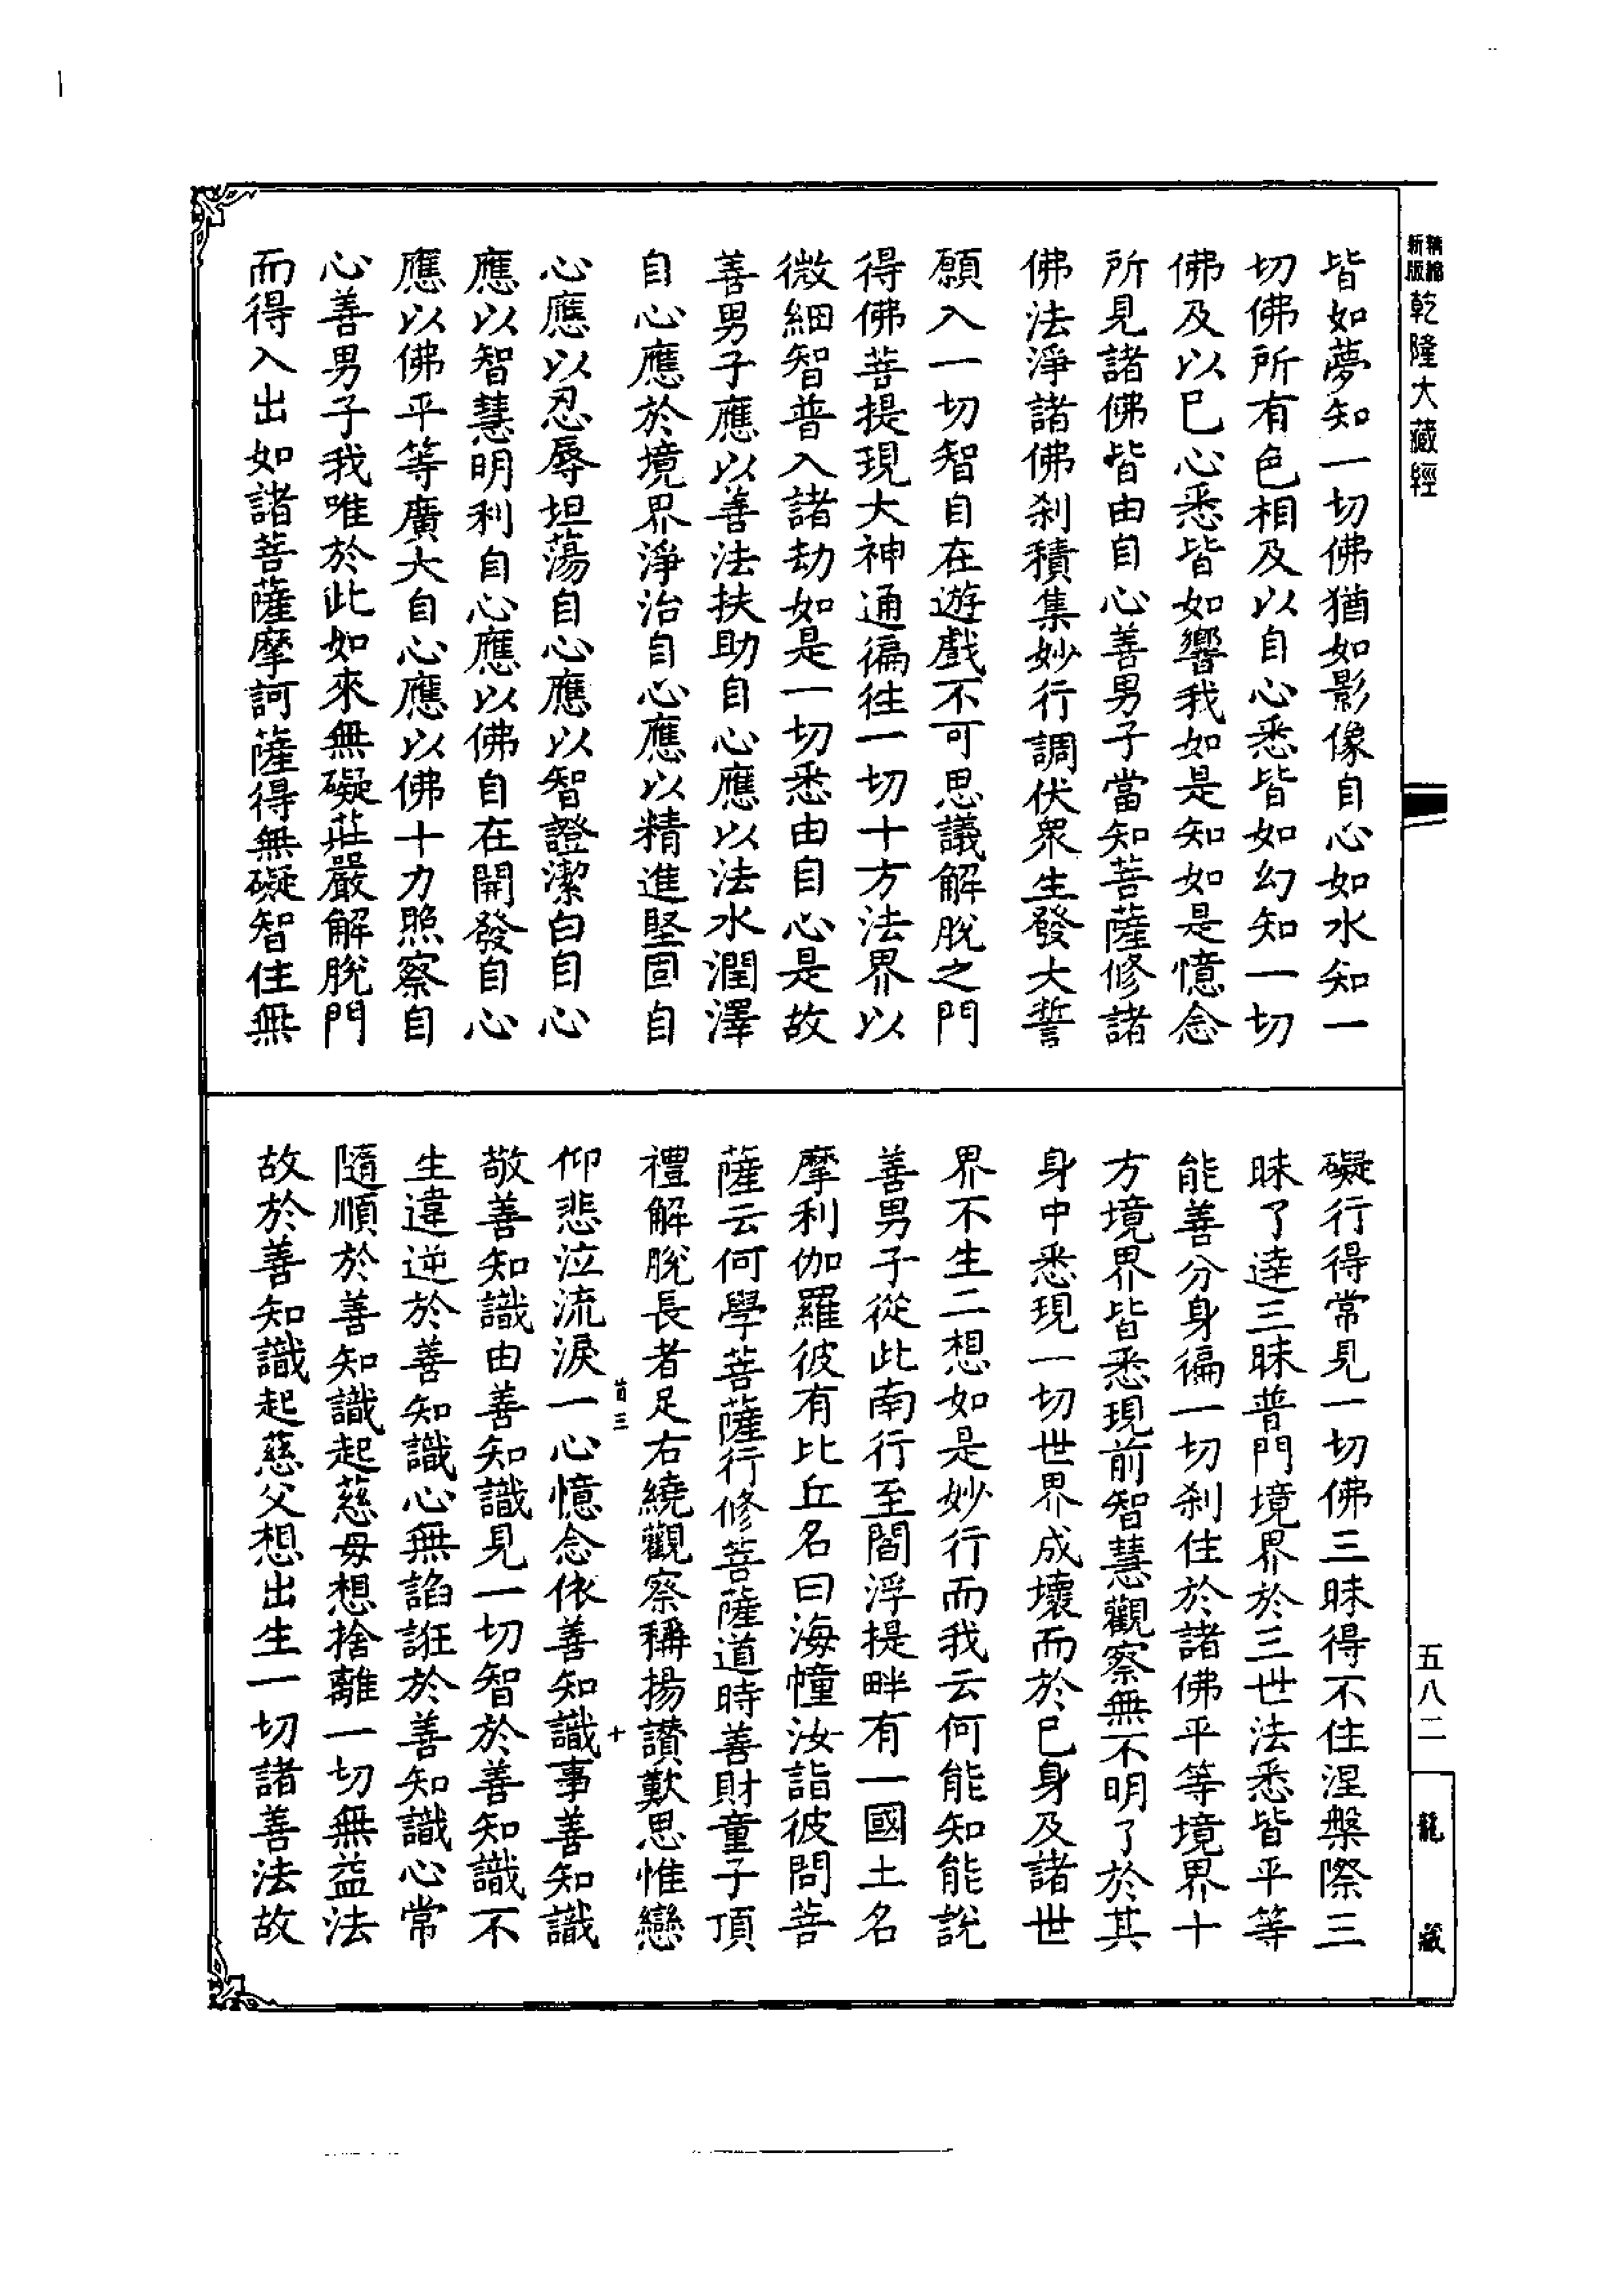 精縮新版乾隆大藏經
皆如夢知一切佛猶如影像自心如水知一
切佛所有色相及以自心悉皆如幻知一切
佛及以已心悉皆如響我如是知如是憶念
所見諸佛皆由自心善男子當知菩薩修諸
佛法淨諸佛刹積集妙行調伏衆生發大誓
願入一切智自在遊戲不可思議解脫之門
得佛菩提現大神通徧往一切十方法界以
微細智普入諸劫如是一切悉由自心是故
善男子應以善法扶助自心應以法水潤澤
自心應於境界淨治自心應以精進堅固自
心應以忍辱坦蕩自心應以智證潔白自心
應以智慧明利自心應以佛自在開發自心
應以佛平等廣大自心應以佛十力照察自
心善男子我唯於此如來無礙莊嚴解脫門
而得入出如諸菩薩摩訶薩得無礙智住無
礙行得常見一切佛三昧得不住涅槃際三
昧了達三昧普門境界於三世法悉皆平等
能善分身徧一切刹住於諸佛平等境界十
方境界皆悉現前智慧觀察無不明了於其
身中悉現一切世界成壞而於已身及諸世
界不生二想如是妙行而我云何能知能說
善男子從此南行至閻浮提畔有一國土名
摩利伽羅彼有比丘名曰海幢汝詣彼問菩
薩云何學菩薩行修菩薩道時善財童子頂
禮解脫長者足右繞觀察稱揚讚歎思惟戀
仰悲泣流淚一心憶念依善知識事善知識
敬善知識由善知識見一切智於善知識不
生違逆於善知識心無諂誑於善知識心常
隨順於善知識起慈母想捨離一切無益法
故於善知識起慈父想出生一切諸善法故
首三
十
五八二
龍藏